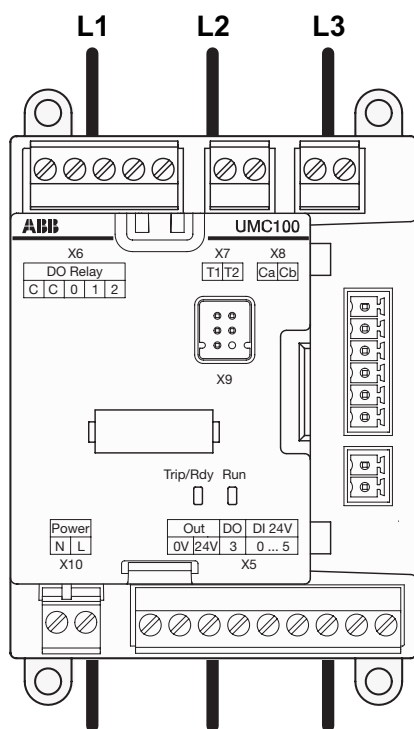 L1 L2 L3
ABB UMC100
X6 X7 X8
DO Relay T1 T2 Ca Cb
C C 0 1 2
X9
Trip/Rdy Run
Power Out DO DI 24V
N L 0V 24V 3 0 ... 5
X10 X5